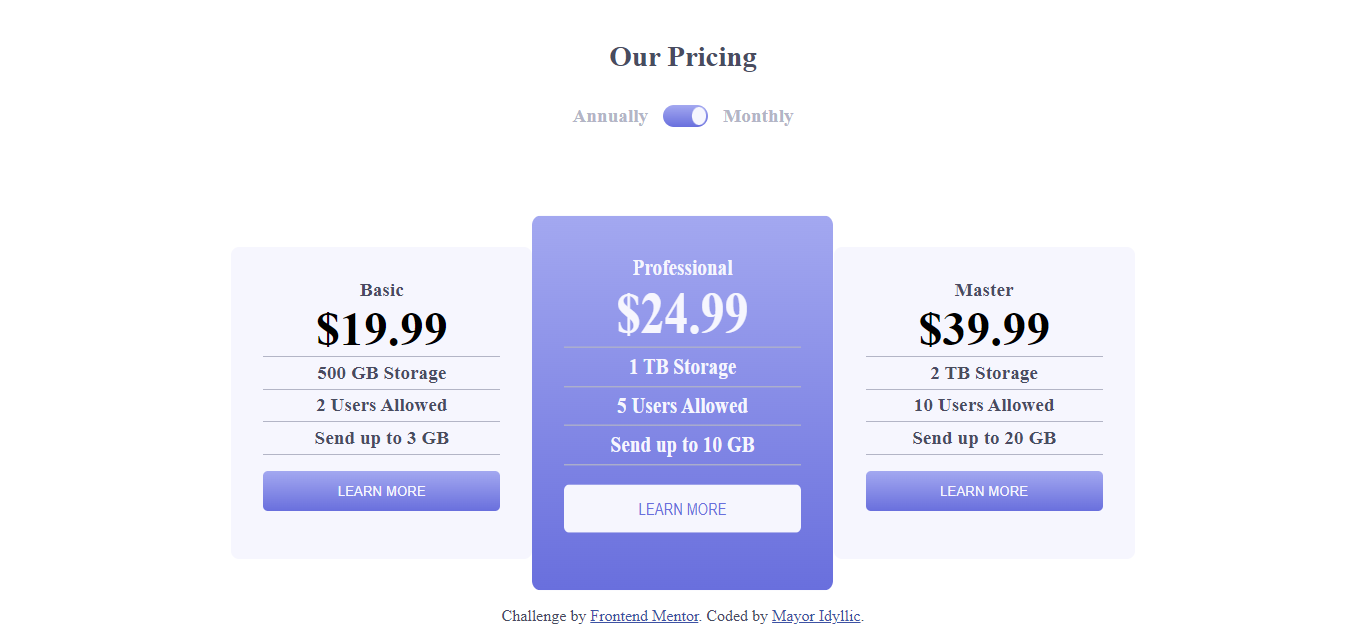 Our Pricing
Annually Monthly
Basic
$19.99
500 GB Storage
2 Users Allowed
Send up to 3 GB
LEARN MORE
Professional
$24.99
1 TB Storage
5 Users Allowed
Send up to 10 GB
LEARN MORE
Master
$39.99
2 TB Storage
10 Users Allowed
Send up to 20 GB
LEARN MORE
Challenge by Frontend Mentor. Coded by Mayor Idyllic.